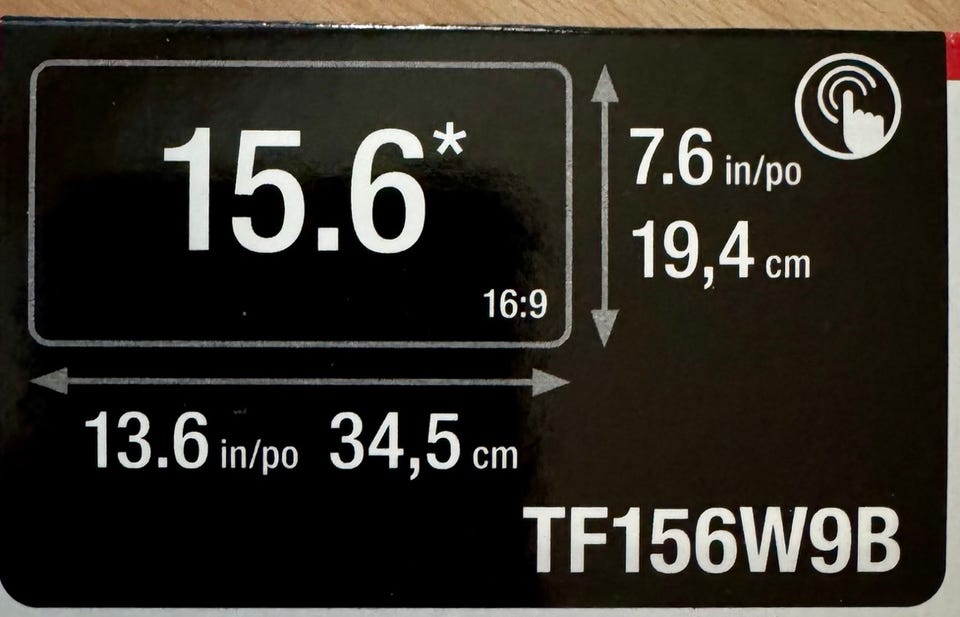 15.6*
16:9
7.6 in/po
19,4 cm
13.6 in/po 34,5 cm
TF156W9B